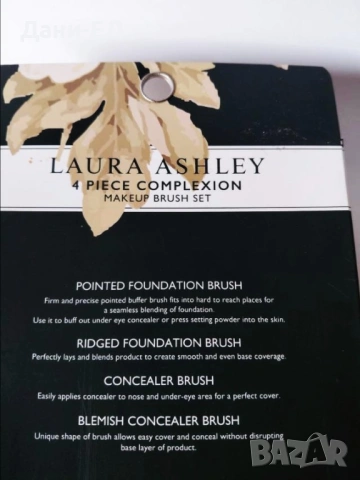 LAURA ASHLEY
4 PIECE COMPLEXION
MAKEUP BRUSH SET
POINTED FOUNDATION BRUSH
Firm and precise pointed buffer brush fits into hard to reach places for
a seamless blending of foundation.
Use it to buff out under eye concealer or press setting powder into the skin.
RIDGED FOUNDATION BRUSH
Perfectly lays and blends product to create smooth and even base coverage.
CONCEALER BRUSH
Easily applies concealer to nose and under-eye area for a perfect cover.
BLEMISH CONCEALER BRUSH
Unique shape of brush allows easy cover and conceal without disrupting
base layer of product.
BAZAR
bg